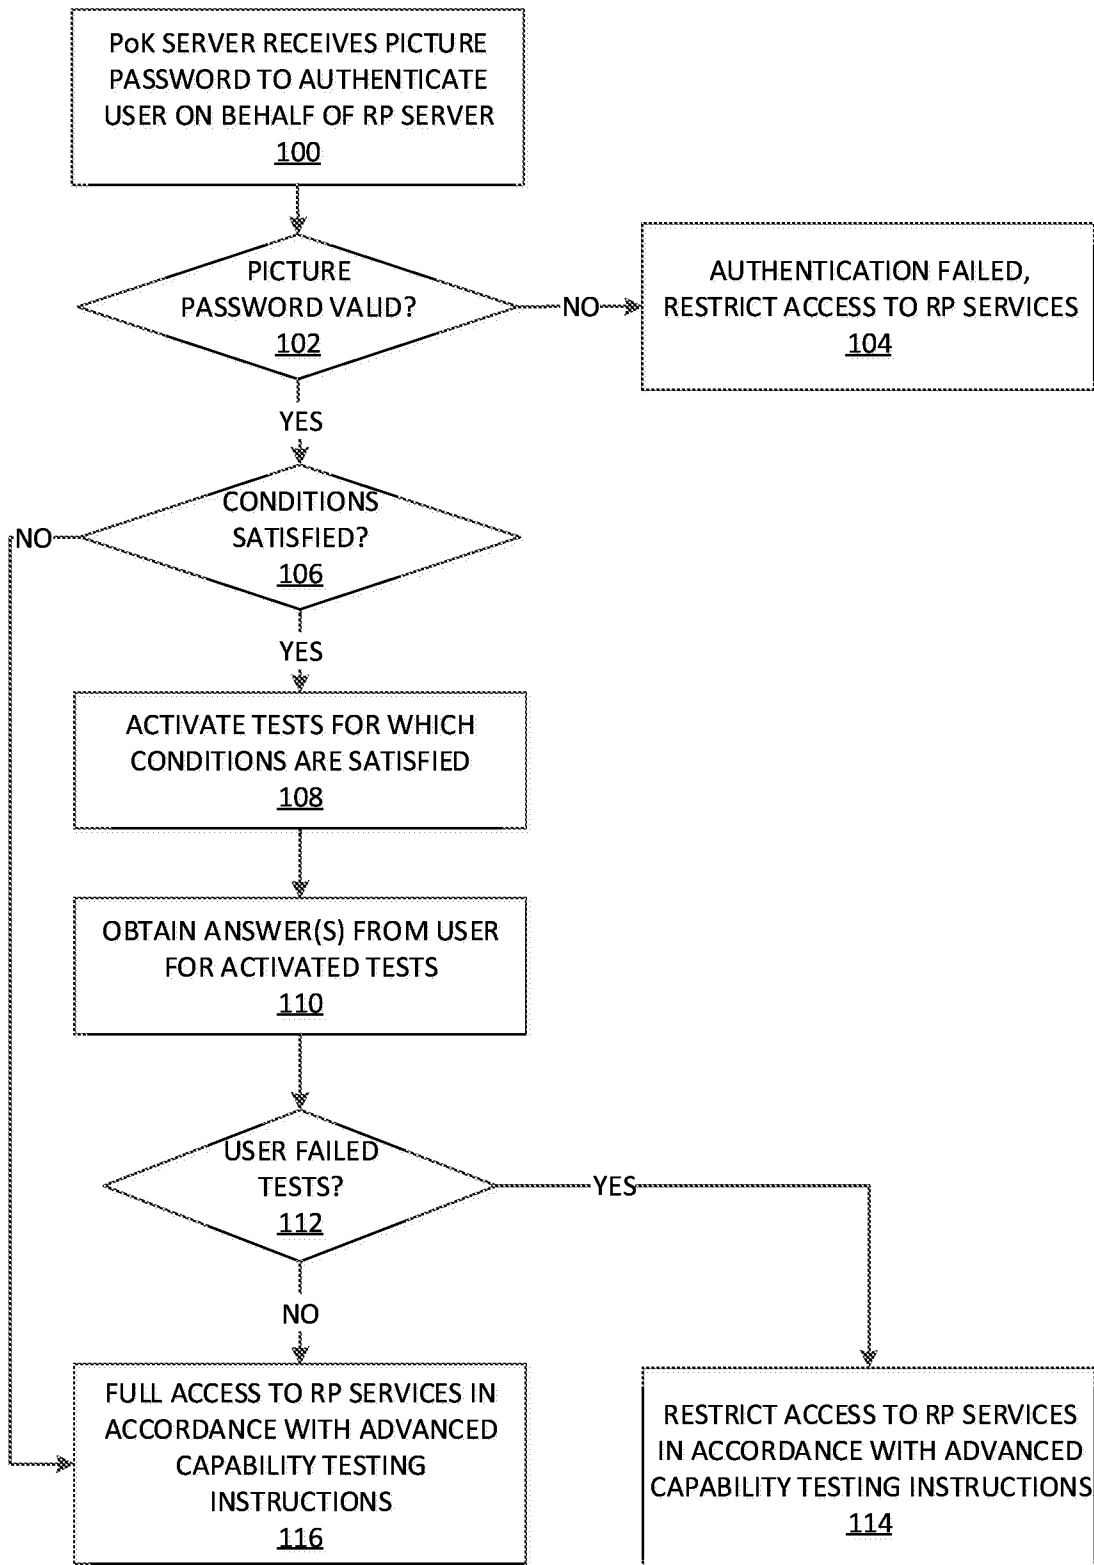 PoK SERVER RECEIVES PICTURE
PASSWORD TO AUTHENTICATE
USER ON BEHALF OF RP SERVER
100
PICTURE
PASSWORD VALID?
102
NO
AUTHENTICATION FAILED,
RESTRICT ACCESS TO RP SERVICES
104
YES
CONDITIONS
SATISFIED?
106
NO
YES
ACTIVATE TESTS FOR WHICH
CONDITIONS ARE SATISFIED
108
OBTAIN ANSWER(S) FROM USER
FOR ACTIVATED TESTS
110
USER FAILED
TESTS?
112
YES
NO
FULL ACCESS TO RP SERVICES IN
ACCORDANCE WITH ADVANCED
CAPABILITY TESTING
INSTRUCTIONS
116
RESTRICT ACCESS TO RP SERVICES
IN ACCORDANCE WITH ADVANCED
CAPABILITY TESTING INSTRUCTIONS
114